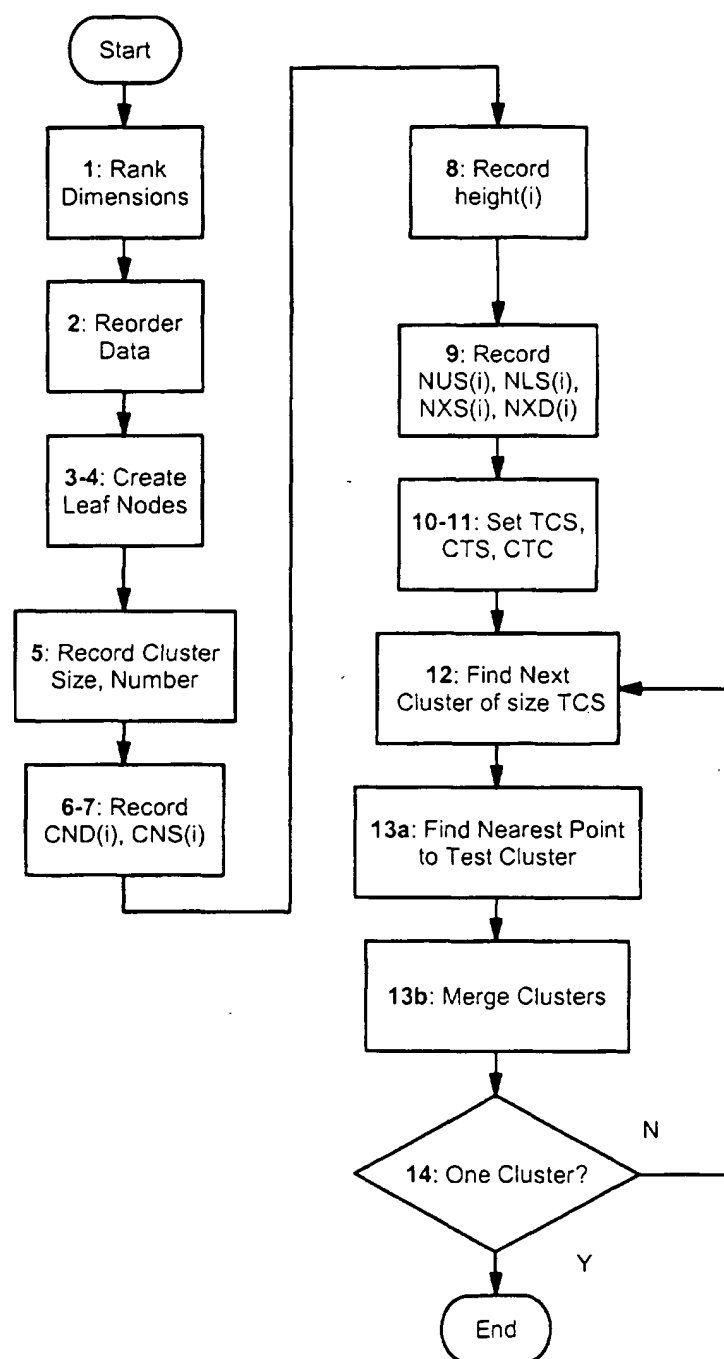 Start
1: Rank
Dimensions
2: Reorder
Data
3-4: Create
Leaf Nodes
5: Record Cluster
Size, Number
6-7: Record
CND(i), CNS(i)
8: Record
height(i)
9: Record
NUS(i), NLS(i),
NXS(i), NXD(i)
10-11: Set TCS,
CTS, CTC
12: Find Next
Cluster of size TCS
13a: Find Nearest Point
to Test Cluster
13b: Merge Clusters
14: One Cluster?
N
Y
End